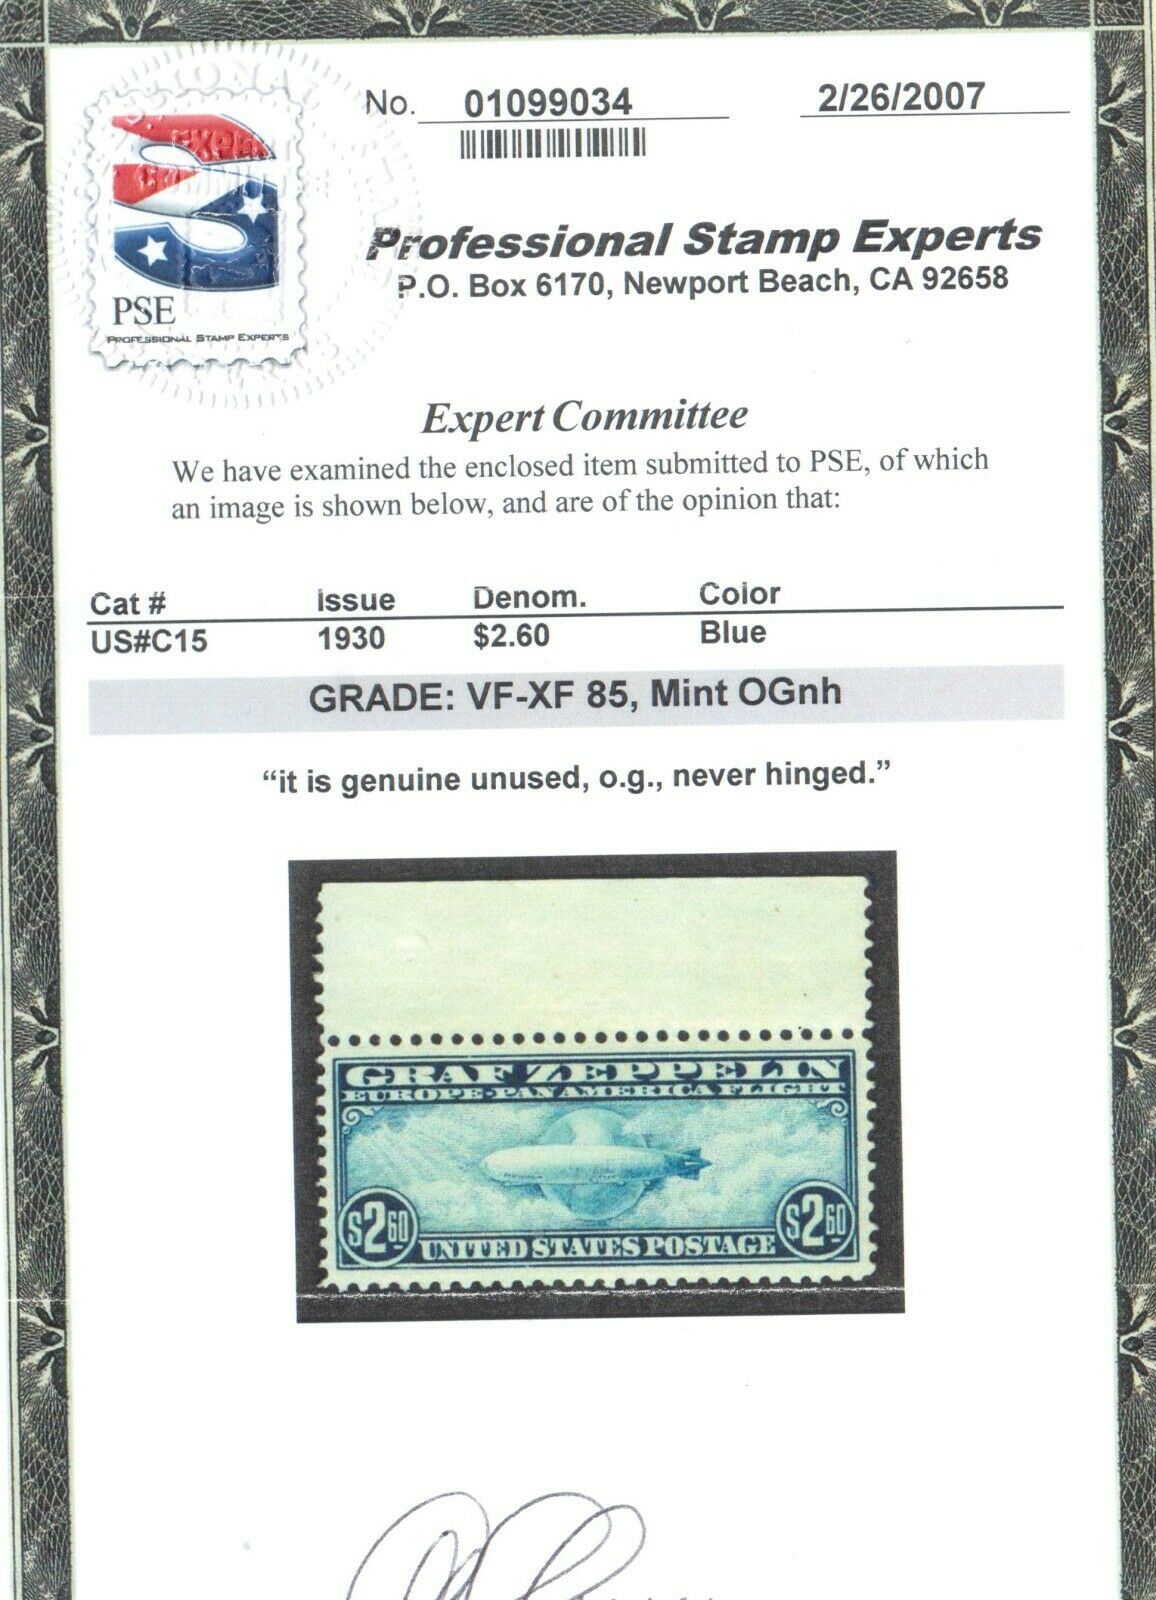 No. 01099034
2/26/2007
EXPERT
COMMITTEE
PSE
PROFESSIONAL STAMP EXPERTS
Professional Stamp Experts
P.O. Box 6170, Newport Beach, CA 92658
Expert Committee
We have examined the enclosed item submitted to PSE, of which
an image is shown below, and are of the opinion that:
Cat # Issue Denom. Color
US#C15 1930 $2.60 Blue
GRADE: VF-XF 85, Mint OGnh
“it is genuine unused, o.g., never hinged.”
GRAF ZEPPELIN
EUROPE-PAN AMERICA FLIGHT
$2.60 UNITED STATES POSTAGE $2.60